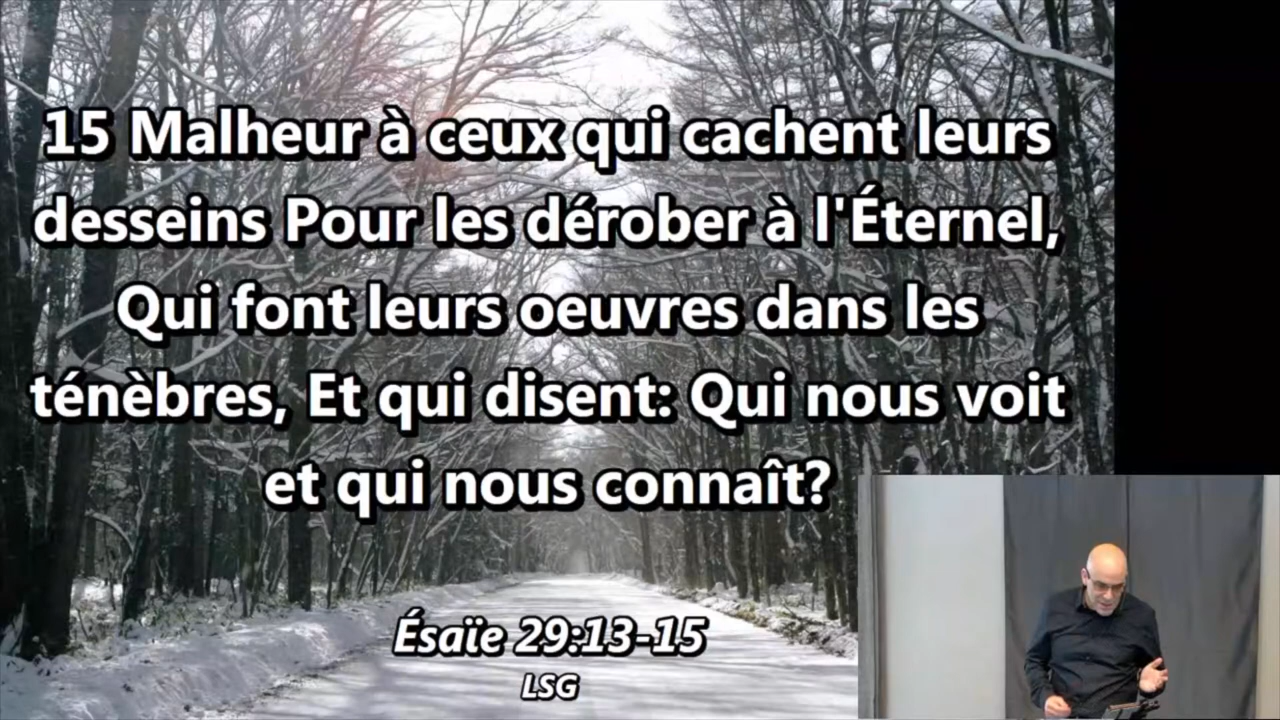 15 Malheur à ceux qui cachent leurs
desseins Pour les dérober à l'Éternel,
Qui font leurs oeuvres dans les
ténèbres, Et qui disent: Qui nous voit
et qui nous connaît?
Ésaïe 29:13-15
LSG